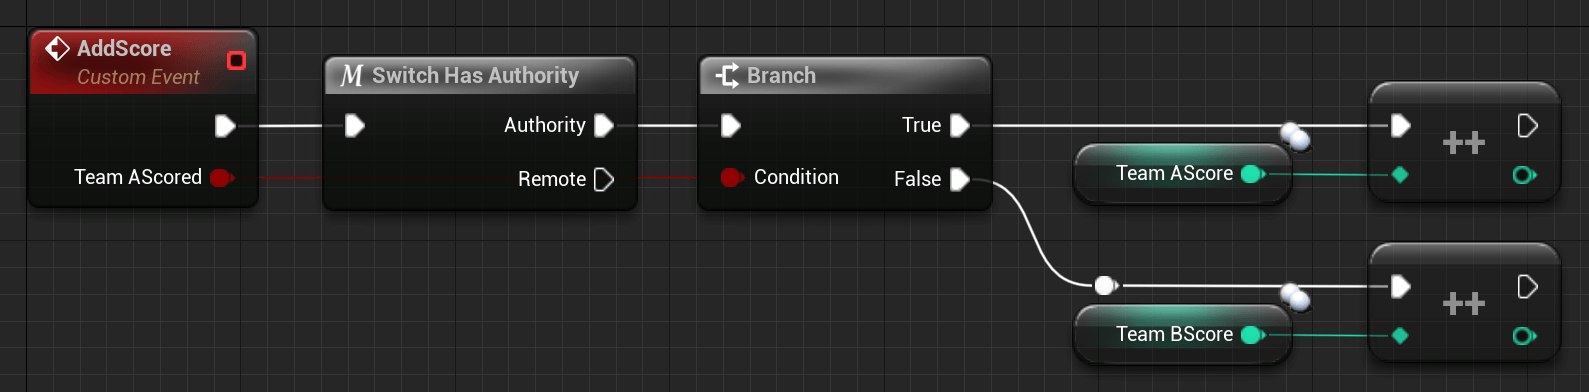 AddScore
Custom Event
Team AScored
Switch Has Authority
Authority
Remote
Branch
Condition
True
False
Team AScore
++
Team BScore
++